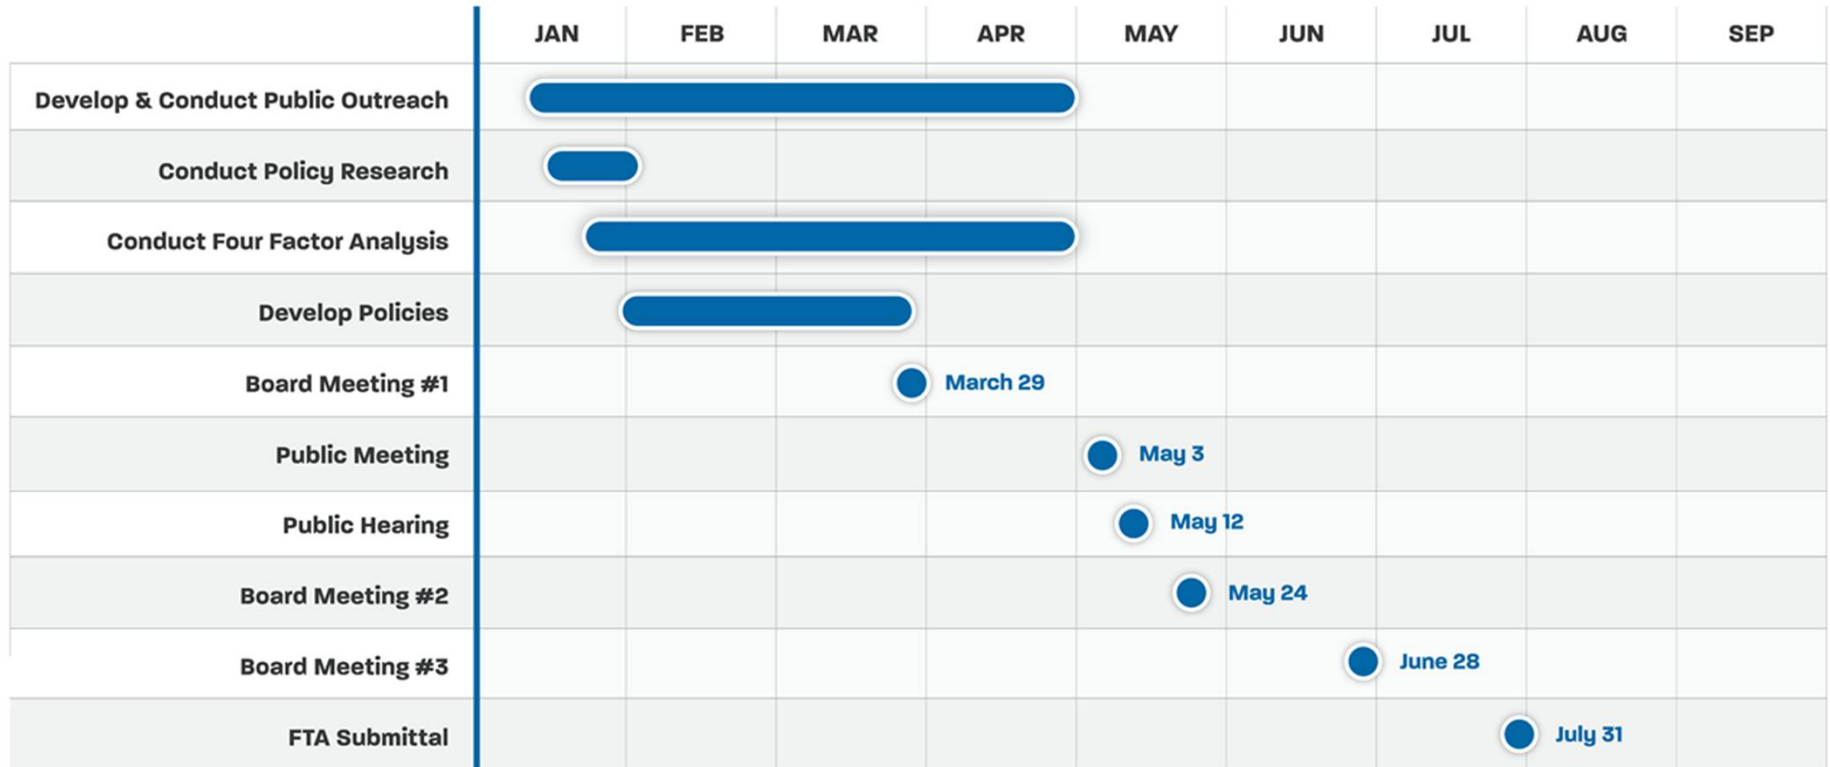 JAN FEB MAR APR MAY JUN JUL AUG SEP
Develop & Conduct Public Outreach
Conduct Policy Research
Conduct Four Factor Analysis
Develop Policies
Board Meeting #1 March 29
Public Meeting May 3
Public Hearing May 12
Board Meeting #2 May 24
Board Meeting #3 June 28
FTA Submittal July 31